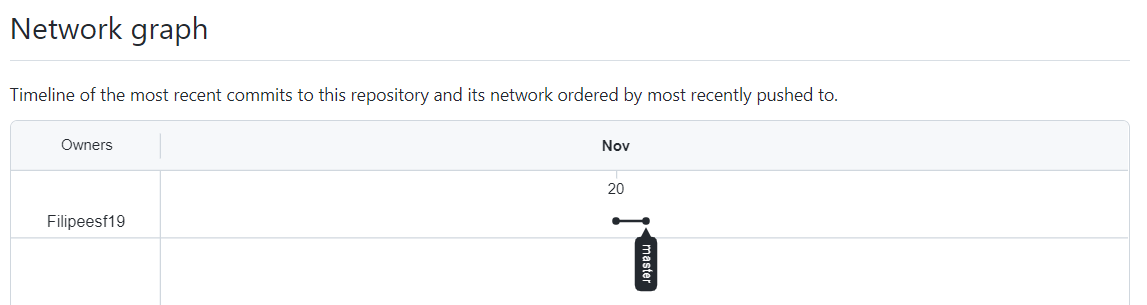 Network graph
Timeline of the most recent commits to this repository and its network ordered by most recently pushed to.
Owners
Nov
20
Filipeesf19
master